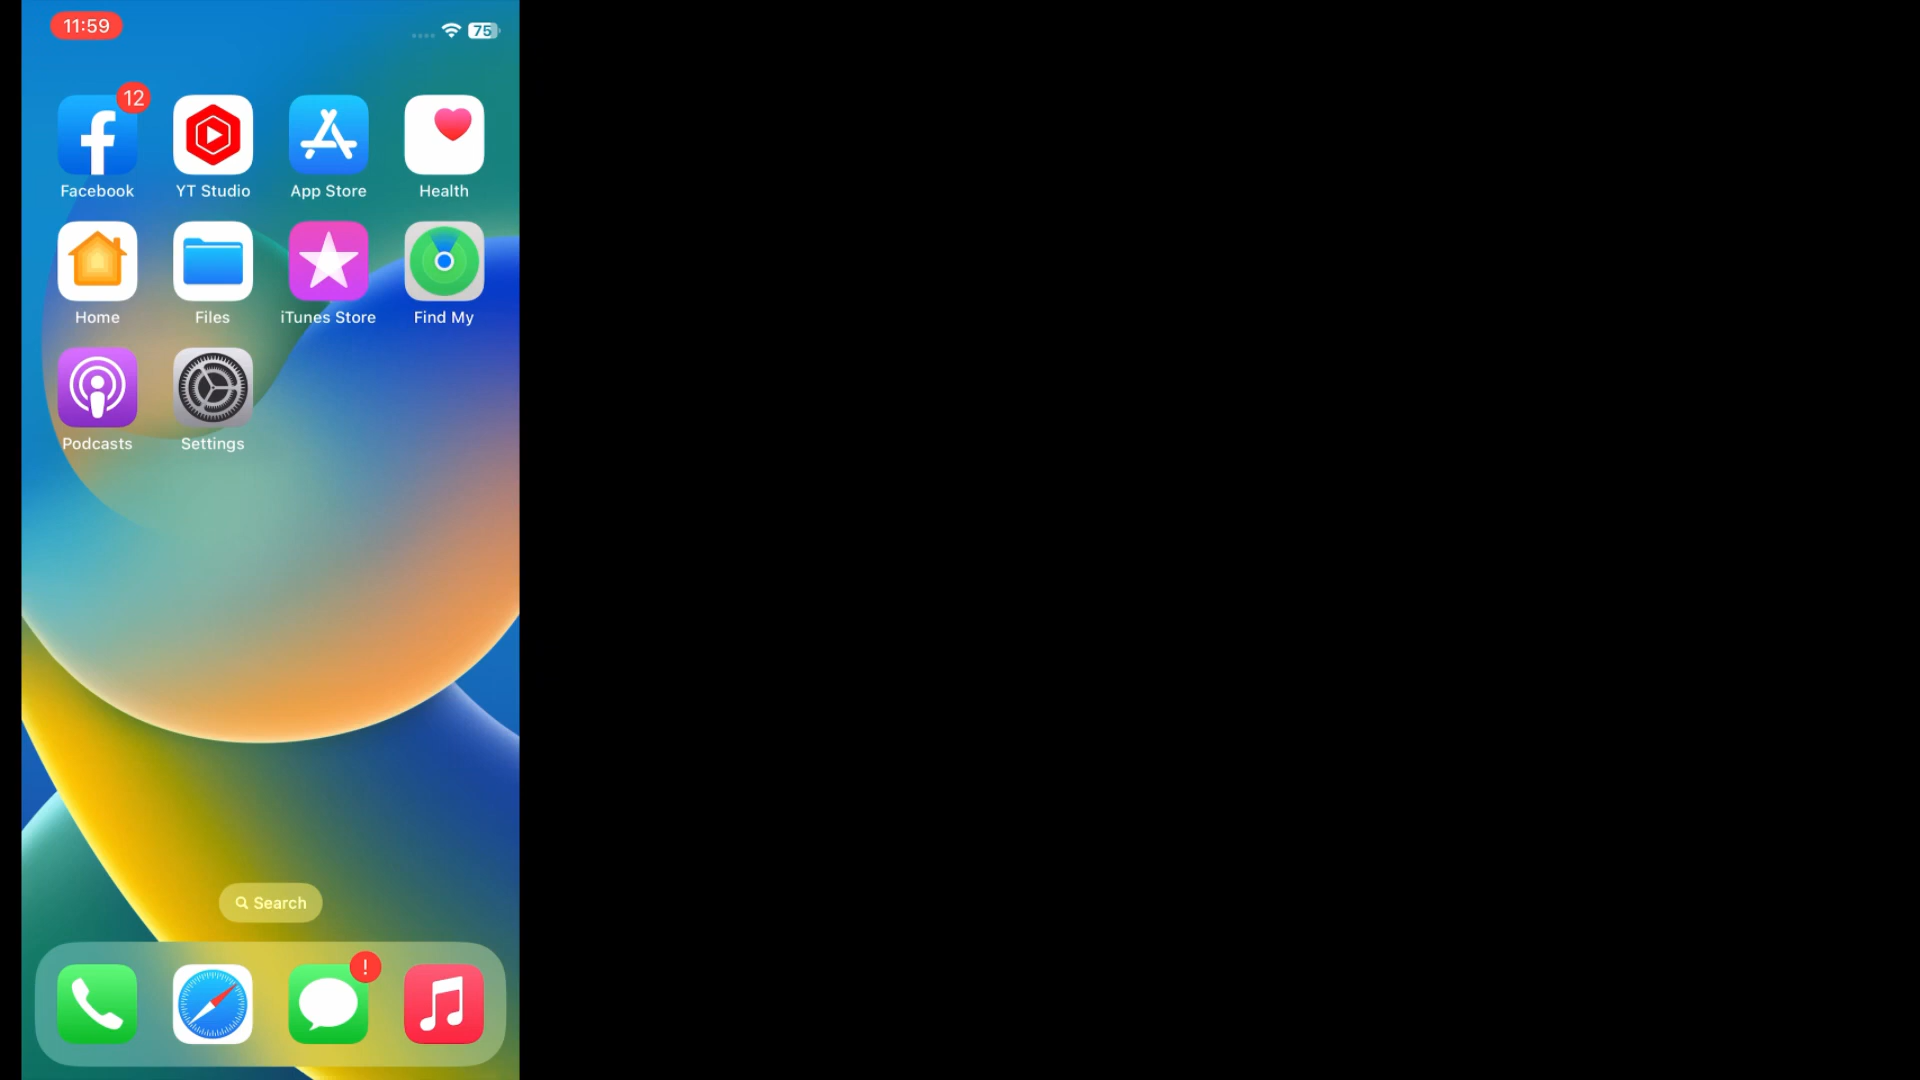 11:59
75
12
Facebook
YT Studio
App Store
Health
Home
Files
iTunes Store
Find My
Podcasts
Settings
Search
!